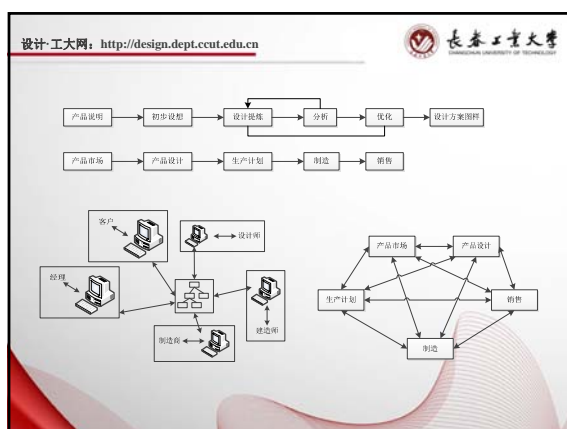 设计·工大网：http://design.dept.ccut.edu.cn
长春工业大学
CHANGCHUN UNIVERSITY OF TECHNOLOGY
产品说明 初步设想 设计提炼 分析 优化 设计方案图样
产品市场 产品设计 生产计划 制造 销售
客户
设计师
经理
建造师
制造商
产品市场 产品设计
生产计划 销售
制造